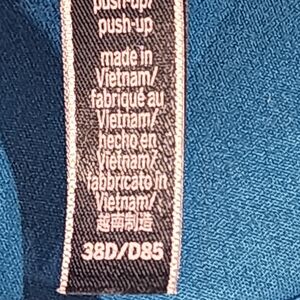 push-up/
push-up
made in
Vietnam/
fabriqué au
Vietnam/
hecho en
Vietnam/
fabbricato in
Vietnam/
越南制造
38D/D85